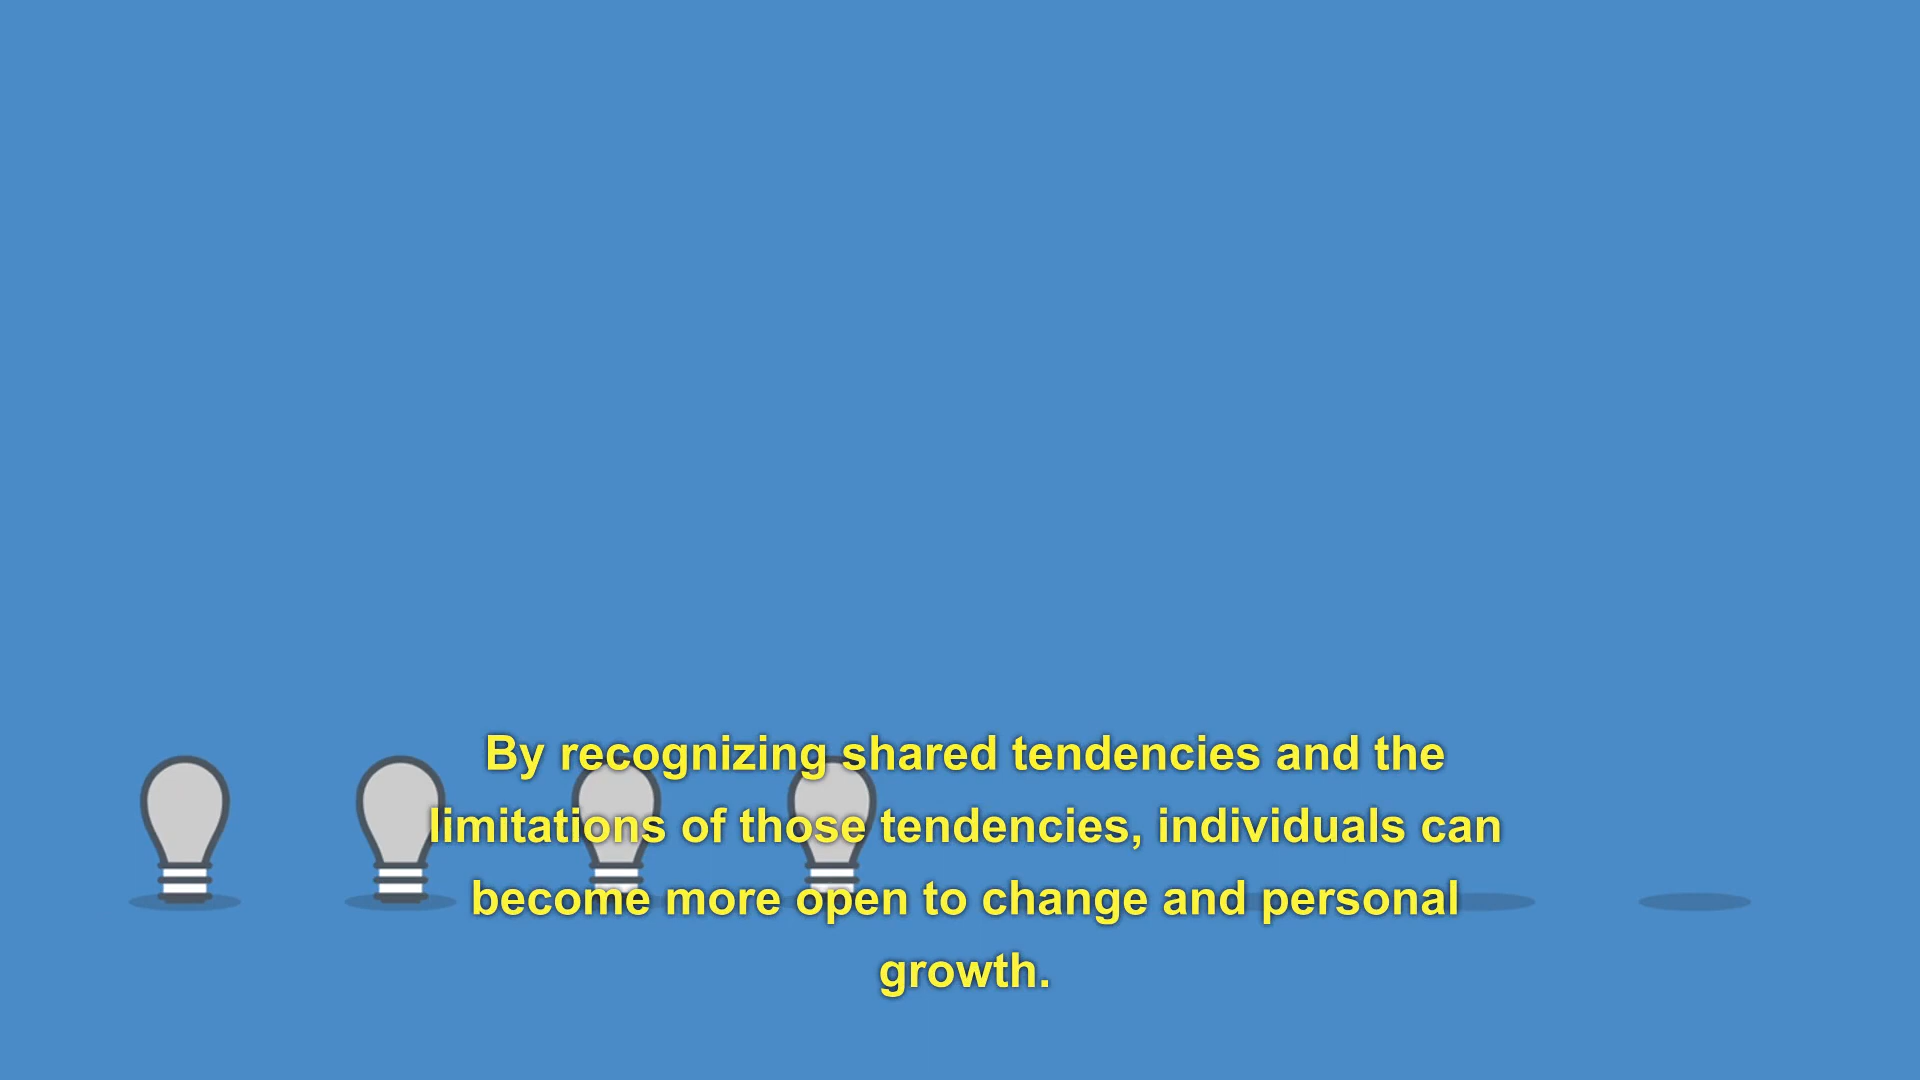 By recognizing shared tendencies and the
limitations of those tendencies, individuals can
become more open to change and personal
growth.